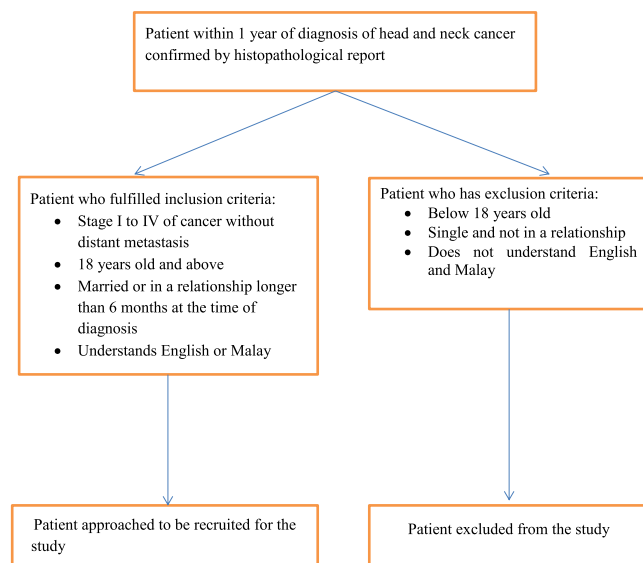 Patient within 1 year of diagnosis of head and neck cancer
confirmed by histopathological report
Patient who fulfilled inclusion criteria:
• Stage I to IV of cancer without
distant metastasis
• 18 years old and above
• Married or in a relationship longer
than 6 months at the time of
diagnosis
• Understands English or Malay
Patient who has exclusion criteria:
• Below 18 years old
• Single and not in a relationship
• Does not understand English
and Malay
Patient approached to be recruited for the
study
Patient excluded from the study